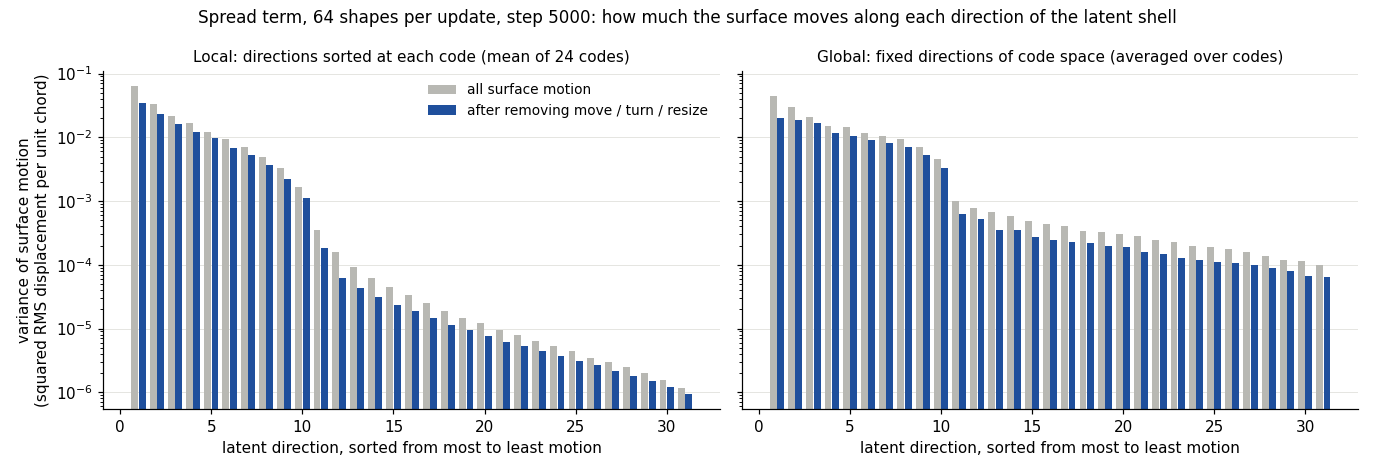 Spread term, 64 shapes per update, step 5000: how much the surface moves along each direction of the latent shell
Local: directions sorted at each code (mean of 24 codes)
Global: fixed directions of code space (averaged over codes)
all surface motion
after removing move / turn / resize
variance of surface motion
(squared RMS displacement per unit chord)
10⁻¹
10⁻²
10⁻³
10⁻⁴
10⁻⁵
10⁻⁶
0 5 10 15 20 25 30
0 5 10 15 20 25 30
latent direction, sorted from most to least motion
latent direction, sorted from most to least motion